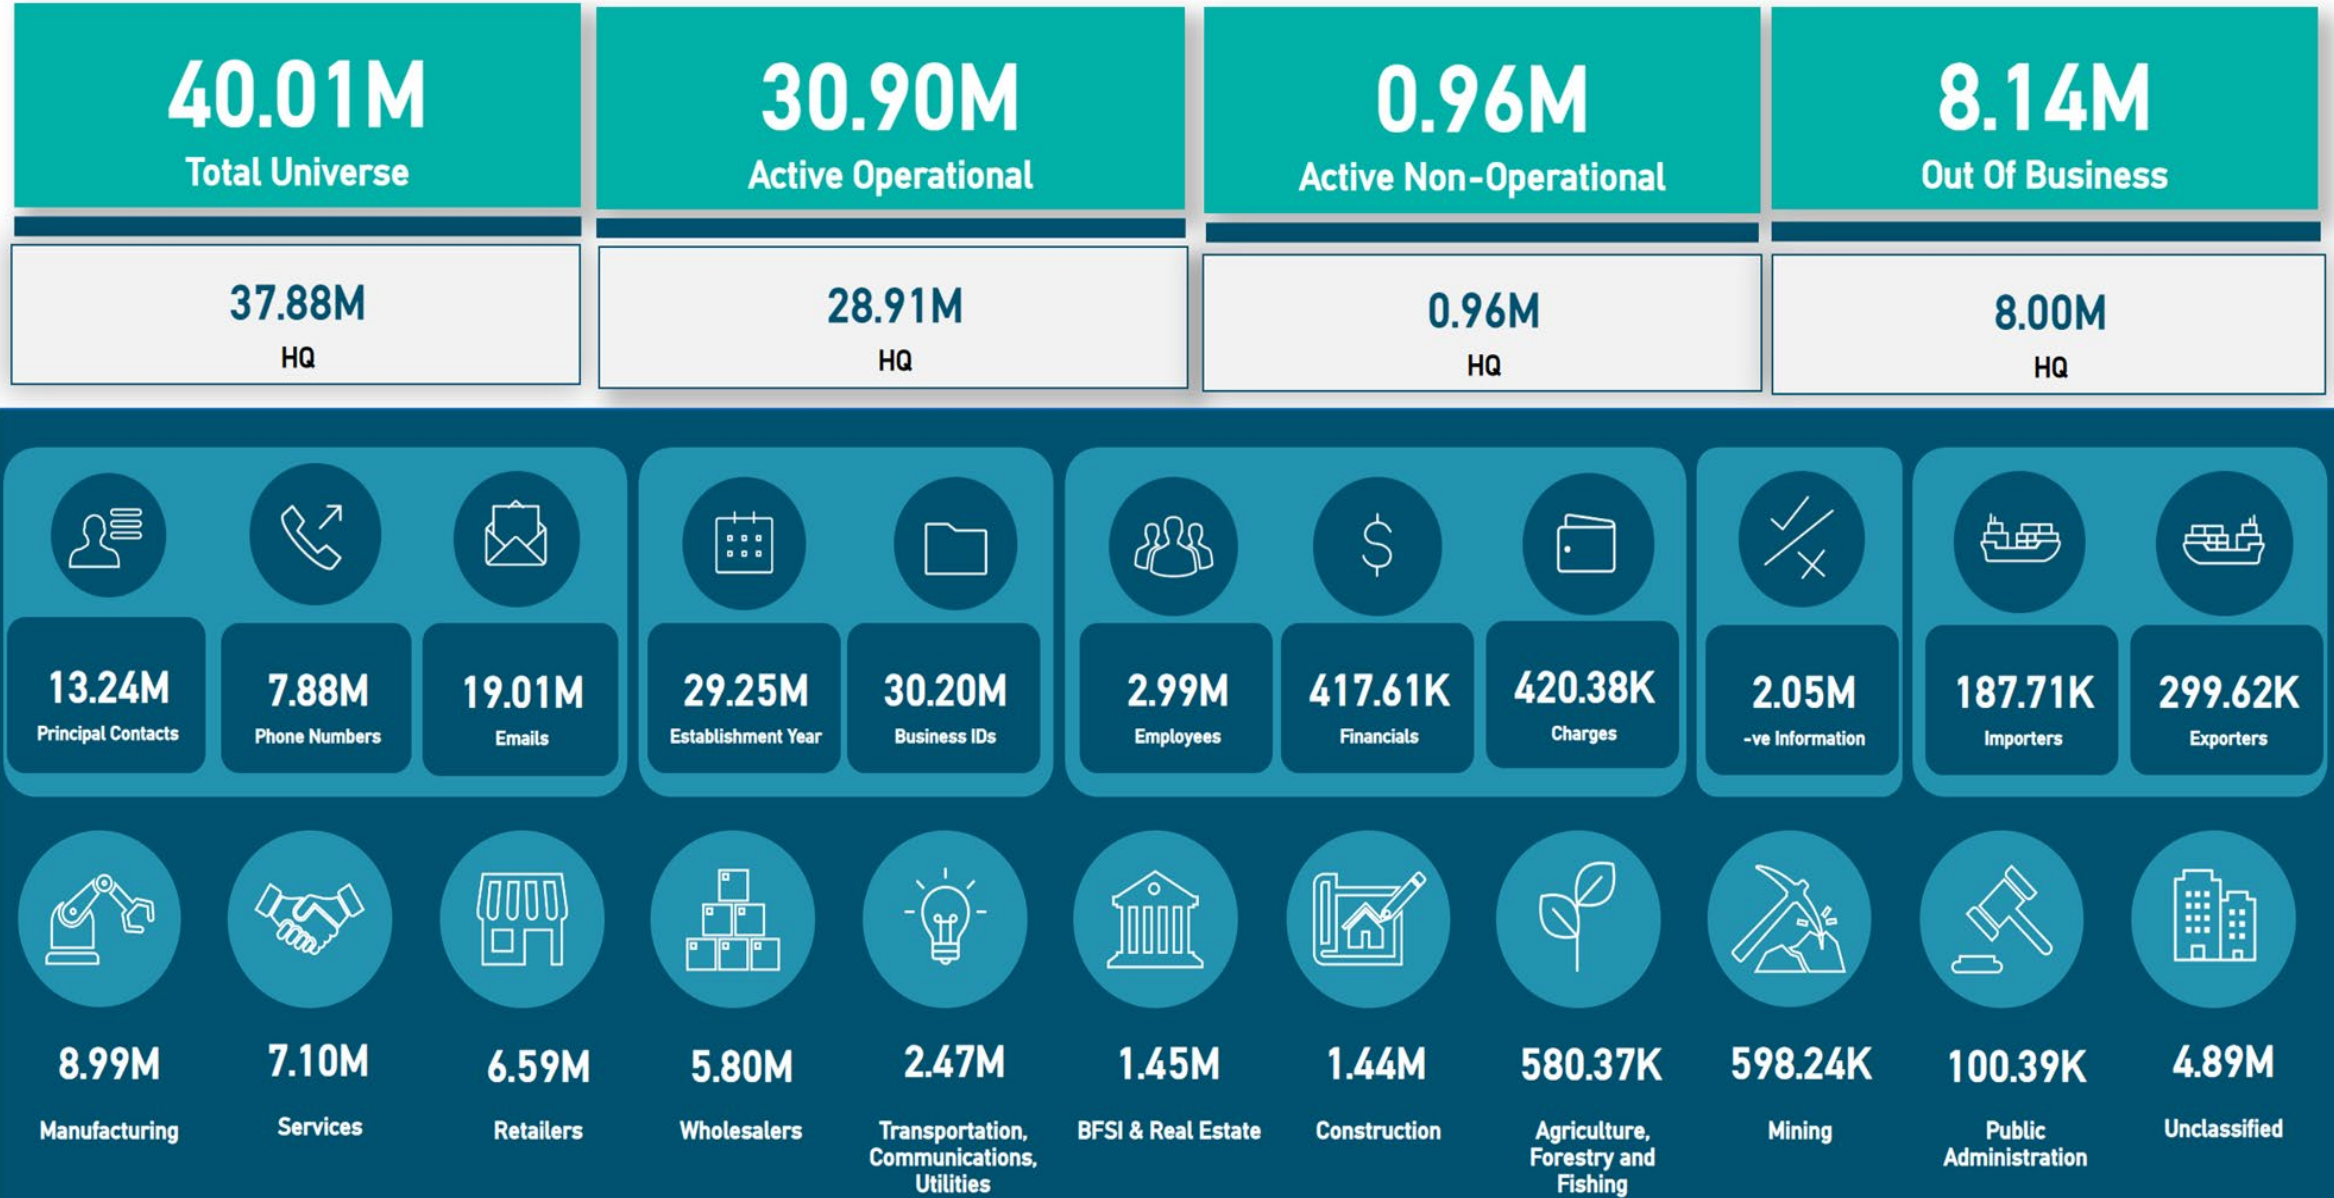 40.01M
Total Universe
30.90M
Active Operational
0.96M
Active Non-Operational
8.14M
Out Of Business
37.88M
HQ
28.91M
HQ
0.96M
HQ
8.00M
HQ
13.24M
Principal Contacts
7.88M
Phone Numbers
19.01M
Emails
29.25M
Establishment Year
30.20M
Business IDs
2.99M
Employees
417.61K
Financials
420.38K
Charges
2.05M
-ve Information
187.71K
Importers
299.62K
Exporters
8.99M
Manufacturing
7.10M
Services
6.59M
Retailers
5.80M
Wholesalers
2.47M
Transportation,
Communications,
Utilities
1.45M
BFSI & Real Estate
1.44M
Construction
580.37K
Agriculture,
Forestry and
Fishing
598.24K
Mining
100.39K
Public
Administration
4.89M
Unclassified